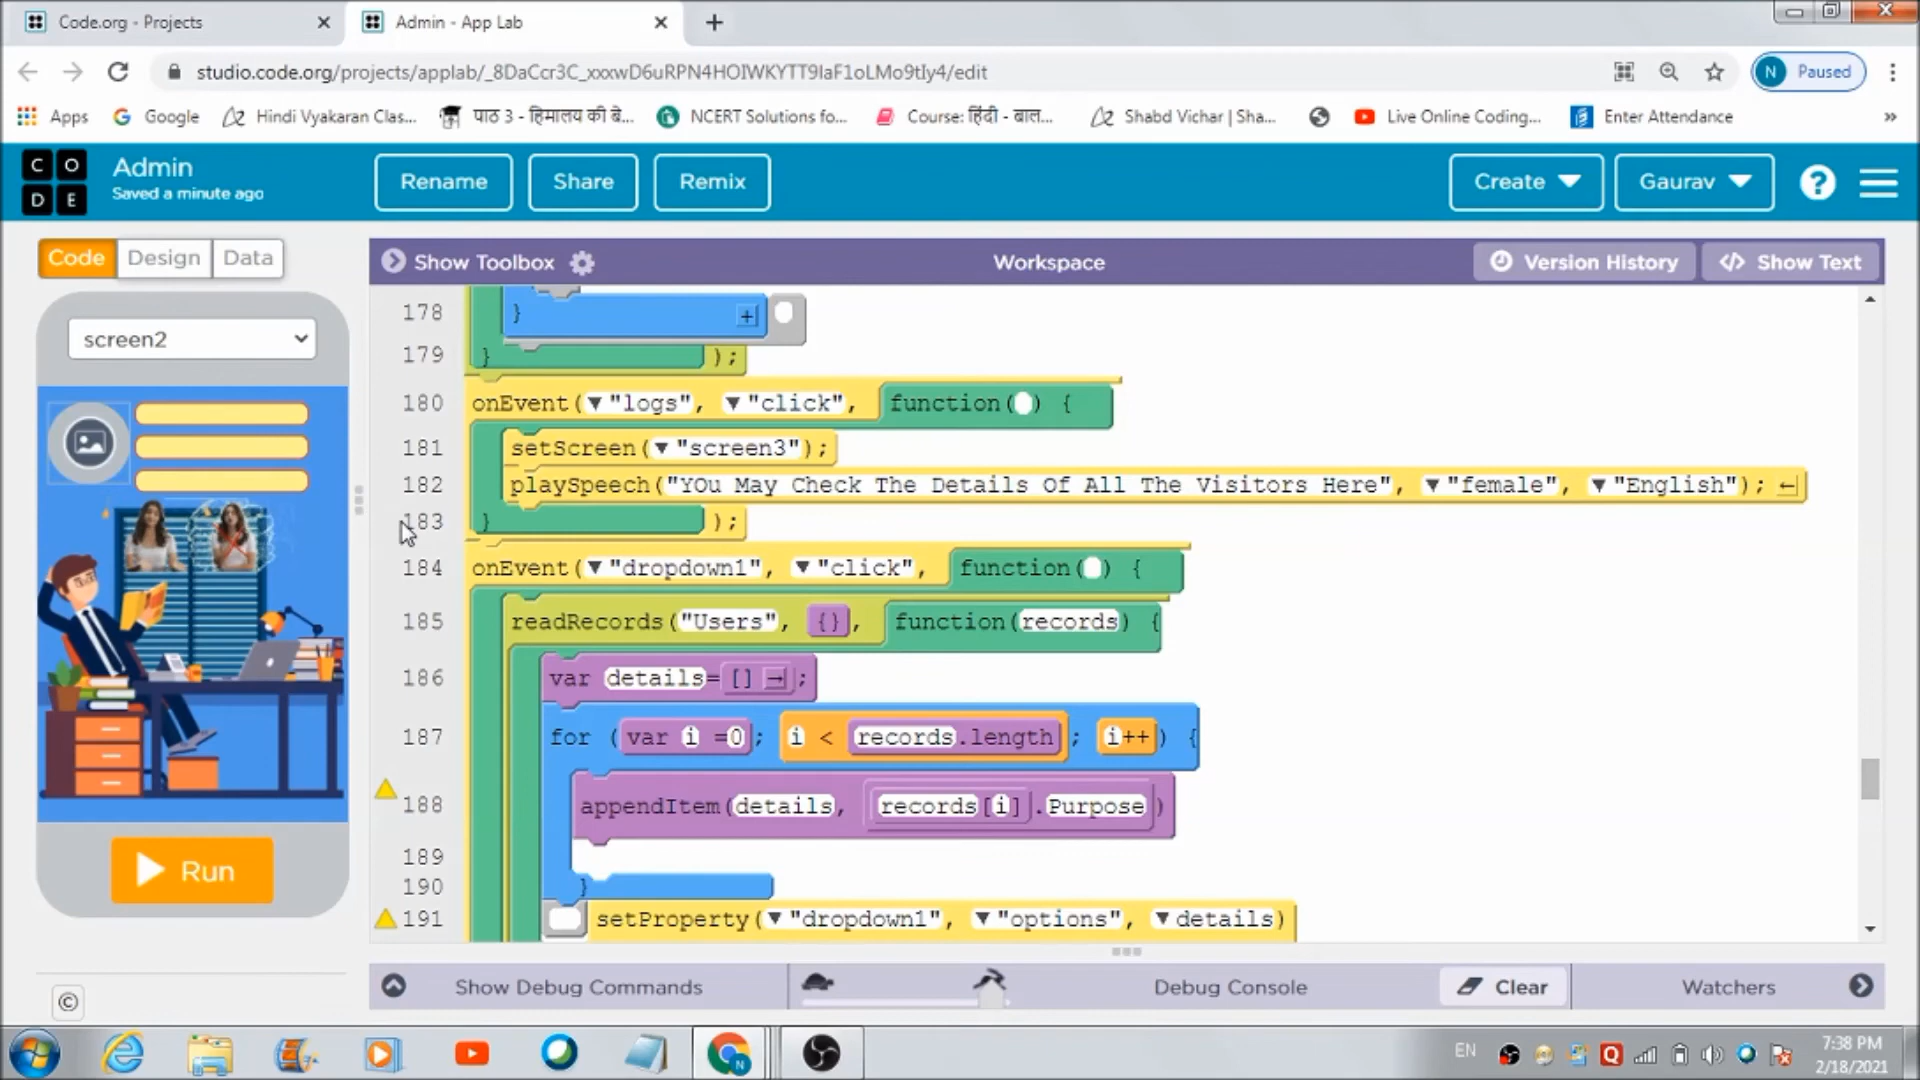 Code.org - Projects
Admin - App Lab
studio.code.org/projects/applab/_8DaCcr3C_xxxwD6uRPN4HOIWKYTT9IaF1oLMo9tIy4/edit
N Paused
Apps
Google
Hindi Vyakaran Clas...
पाठ 3 - हिमालय की बे...
NCERT Solutions fo...
Course: हिंदी - बाल...
Shabd Vichar | Sha...
Live Online Coding...
Enter Attendance
»
C O
D E
Admin
Saved a minute ago
Rename
Share
Remix
Create
Gaurav
?
Code
Design
Data
Show Toolbox
Workspace
Version History
</> Show Text
screen2
Run
178 } +
179 } );
180 onEvent( "logs", "click", function( ) {
181 setScreen( "screen3");
182 playSpeech("YOu May Check The Details Of All The Visitors Here", "female", "English"); ←
183 } );
184 onEvent( "dropdown1", "click", function( ) {
185 readRecords("Users", {}, function(records) {
186 var details= [] → ;
187 for (var i =0; i < records.length ; i++ ) {
188 appendItem(details, records[i].Purpose )
189
190 }
191 setProperty( "dropdown1", "options", details)
©
Show Debug Commands
Debug Console
Clear
Watchers
N
EN
Q
7:38 PM
2/18/2021